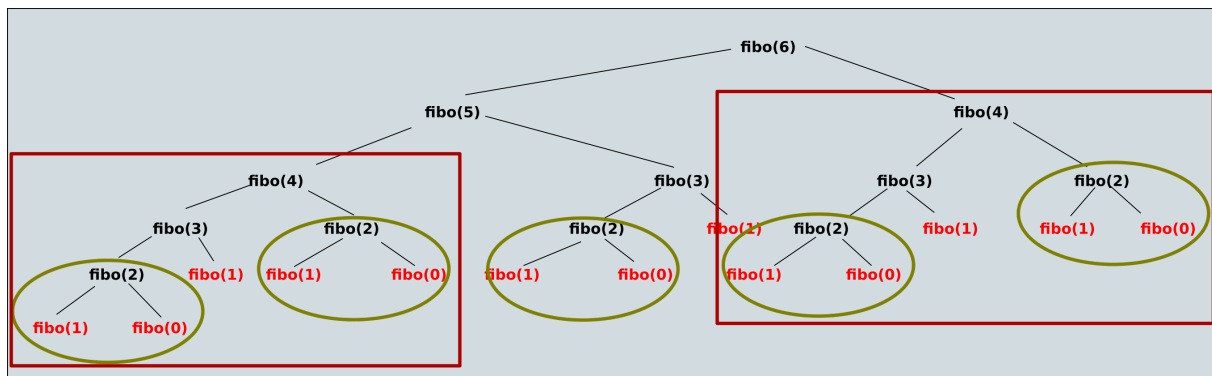 fibo(6)
fibo(5) fibo(4)
fibo(4) fibo(3) fibo(3) fibo(2)
fibo(3) fibo(2) fibo(2) fibo(1) fibo(2) fibo(1) fibo(1) fibo(0)
fibo(2) fibo(1) fibo(1) fibo(0) fibo(1) fibo(0) fibo(1) fibo(0)
fibo(1) fibo(0)